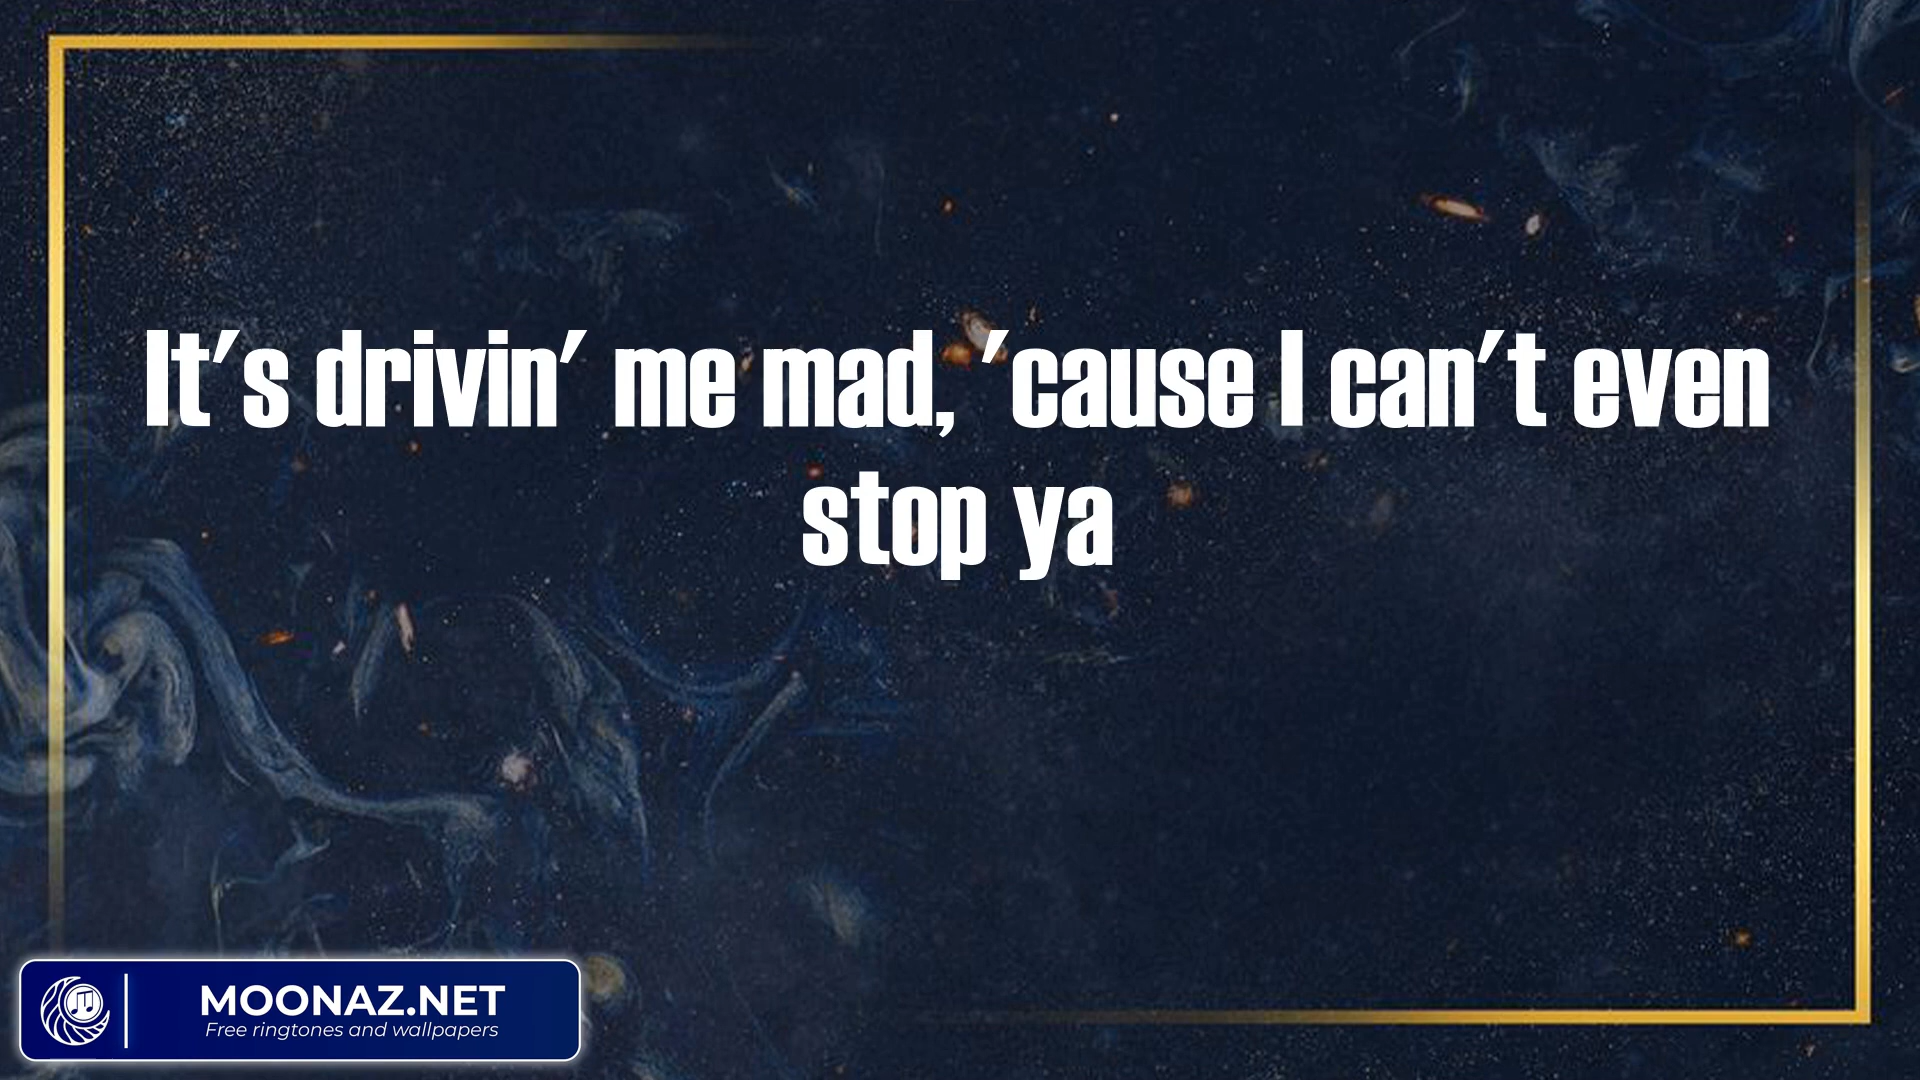 It's drivin' me mad, 'cause I can't even
stop ya
MOONAZ.NET
Free ringtones and wallpapers